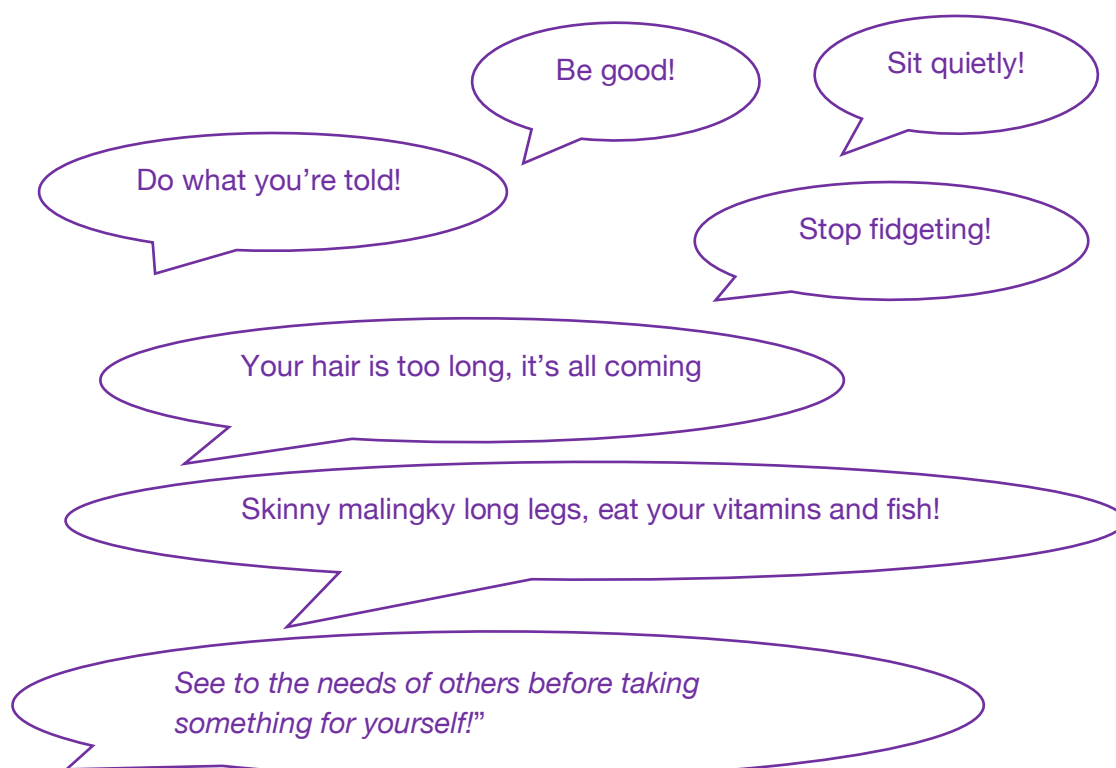 Be good!
Sit quietly!
Do what you're told!
Stop fidgeting!
Your hair is too long, it’s all coming
Skinny malingky long legs, eat your vitamins and fish!
See to the needs of others before taking
something for yourself!”